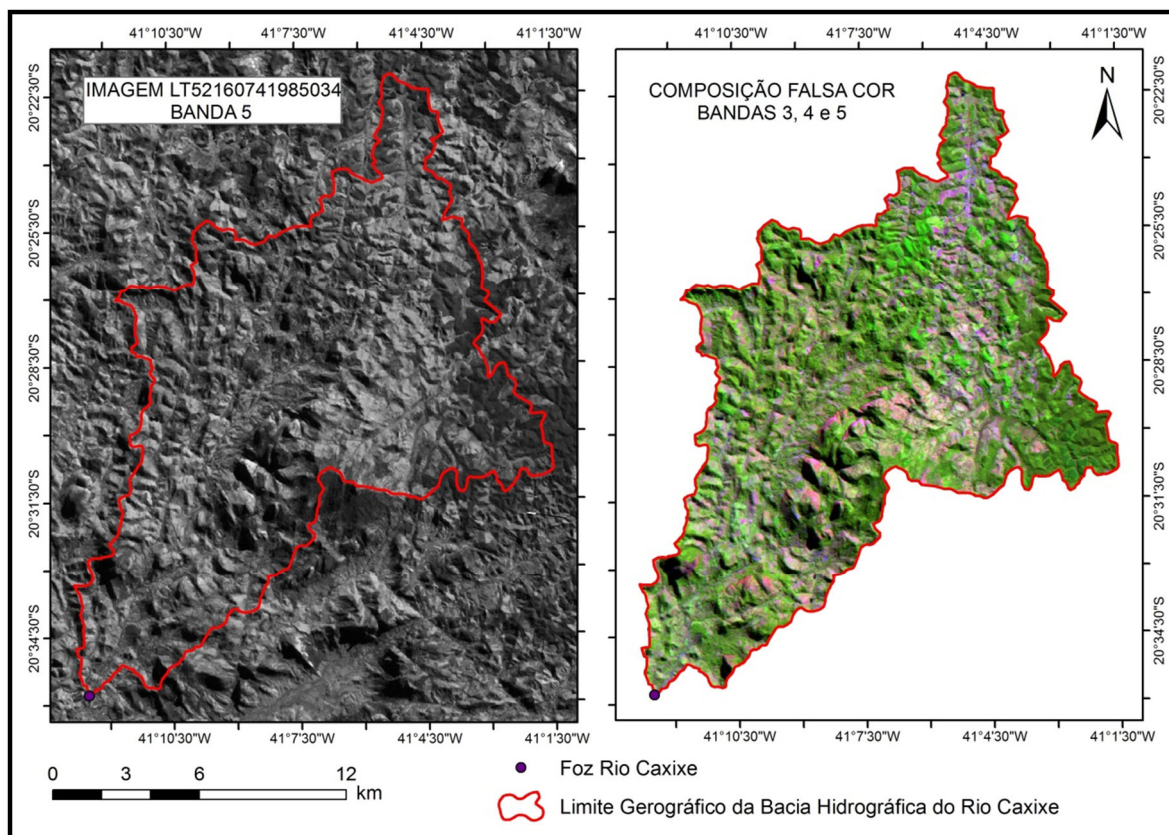 41°10'30"W 41°7'30"W 41°4'30"W 41°1'30"W
41°10'30"W 41°7'30"W 41°4'30"W 41°1'30"W
IMAGEM LT52160741985034
BANDA 5
COMPOSIÇÃO FALSA COR
BANDAS 3, 4 e 5
N
20°22'30"S
20°25'30"S
20°28'30"S
20°31'30"S
20°34'30"S
20°22'30"S
20°25'30"S
20°28'30"S
20°31'30"S
20°34'30"S
41°10'30"W 41°7'30"W 41°4'30"W 41°1'30"W
41°10'30"W 41°7'30"W 41°4'30"W 41°1'30"W
0 3 6 12
km
Foz Rio Caxixe
Limite Gerográfico da Bacia Hidrográfica do Rio Caxixe